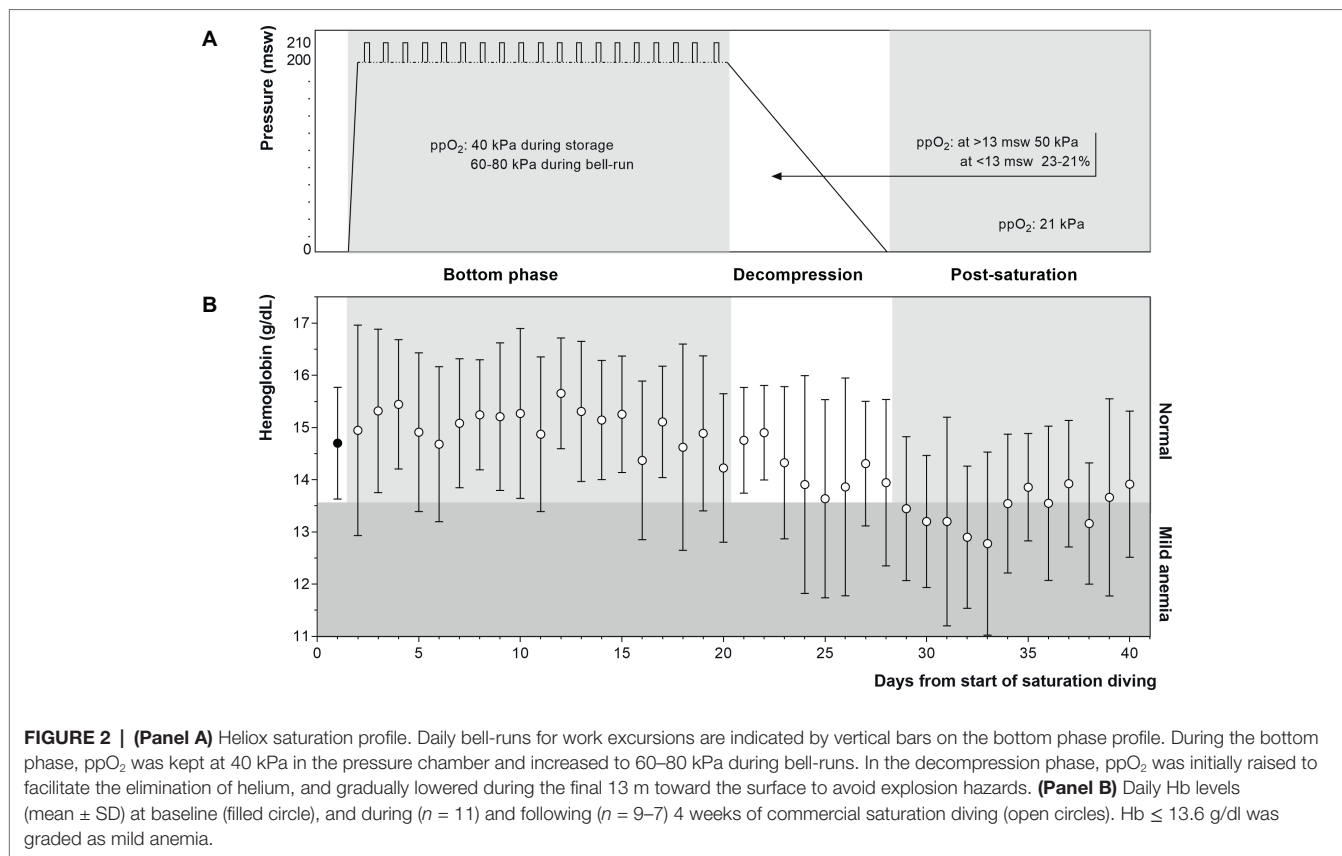 A
Pressure (msw)
210
200
0
ppO₂: 40 kPa during storage
60-80 kPa during bell-run
ppO₂: at >13 msw 50 kPa
at <13 msw 23-21%
ppO₂: 21 kPa
Bottom phase Decompression Post-saturation
B
Hemoglobin (g/dL)
17
16
15
14
13
12
11
Normal
Mild anemia
0 5 10 15 20 25 30 35 40
Days from start of saturation diving
FIGURE 2 | (Panel A) Heliox saturation profile. Daily bell-runs for work excursions are indicated by vertical bars on the bottom phase profile. During the bottom
phase, ppO₂ was kept at 40 kPa in the pressure chamber and increased to 60–80 kPa during bell-runs. In the decompression phase, ppO₂ was initially raised to
facilitate the elimination of helium, and gradually lowered during the final 13 m toward the surface to avoid explosion hazards. (Panel B) Daily Hb levels
(mean ± SD) at baseline (filled circle), and during (n = 11) and following (n = 9–7) 4 weeks of commercial saturation diving (open circles). Hb ≤ 13.6 g/dl was
graded as mild anemia.